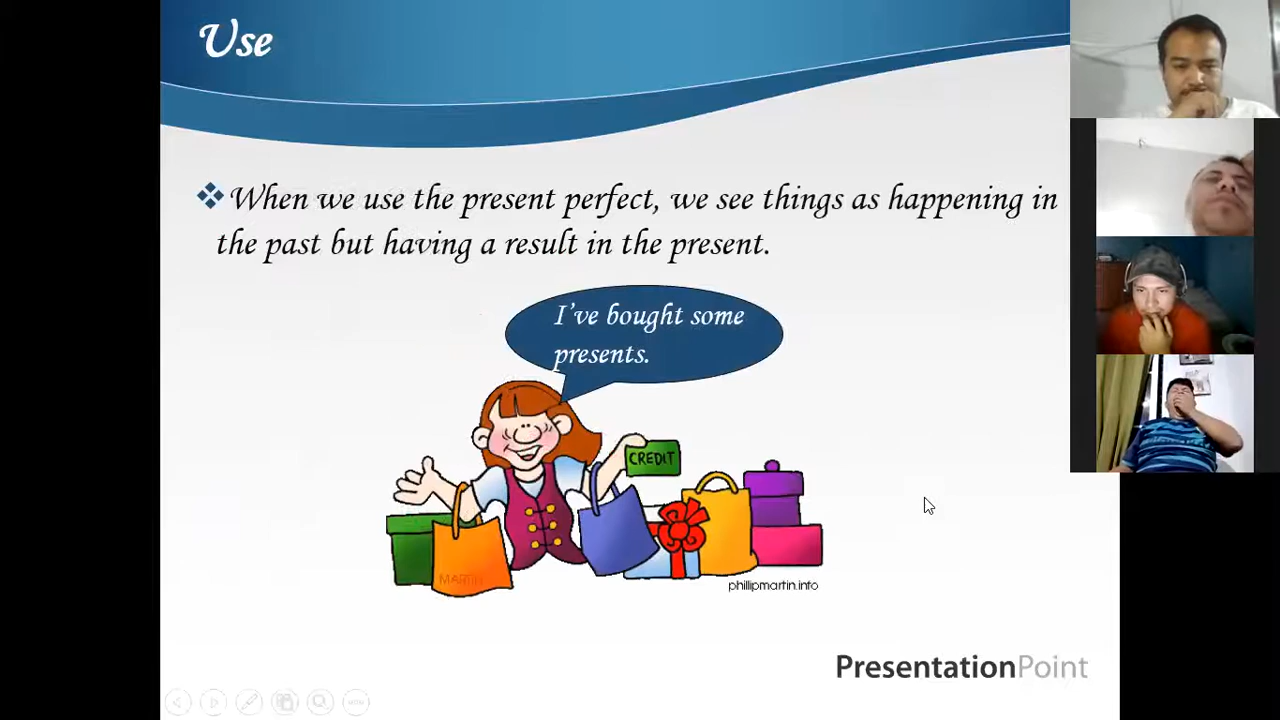 Use
When we use the present perfect, we see things as happening in
the past but having a result in the present.
I've bought some
presents.
CREDIT
MARTIN
phillipmartin.info
PresentationPoint